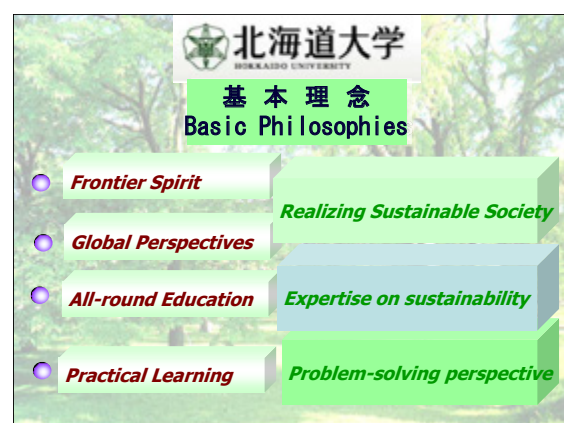 北海道大学
HOKKAIDO UNIVERSITY
基 本 理 念
Basic Philosophies
Frontier Spirit
Realizing Sustainable Society
Global Perspectives
All-round Education
Expertise on sustainability
Practical Learning
Problem-solving perspective